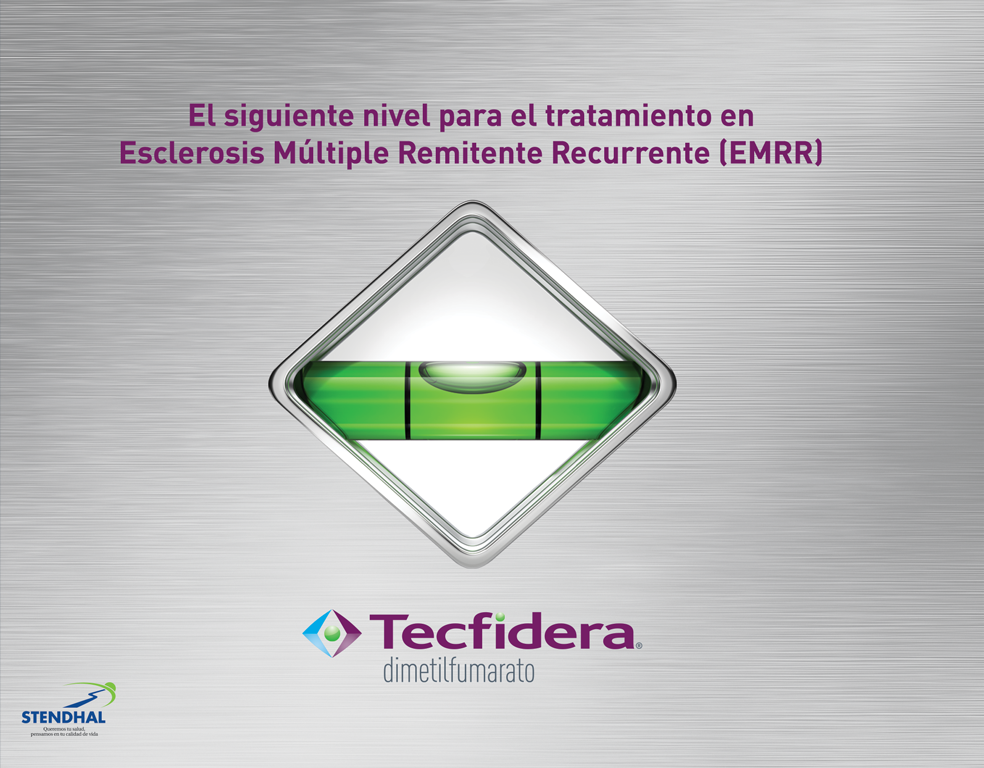 El siguiente nivel para el tratamiento en
Esclerosis Múltiple Remitente Recurrente (EMRR)
Tecfidera®
dimetilfumarato
STENDHAL
Queremos tu salud,
pensamos en tu calidad de vida